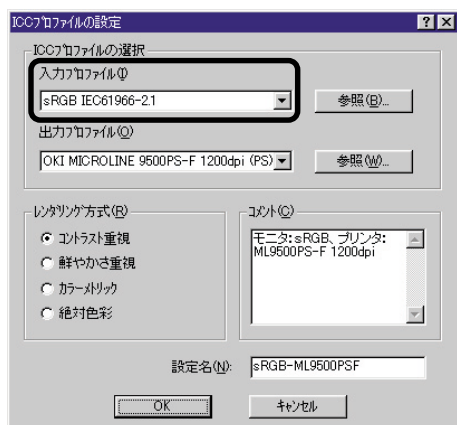 ICCプロファイルの設定
ICCプロファイルの選択
入力プロファイル(I)
sRGB IEC61966-2.1
参照(B)...
出力プロファイル(O)
OKI MICROLINE 9500PS-F 1200dpi (PS)
参照(W)...
レンタリング方式(R)
コントラスト重視
鮮やかさ重視
カラーメトリック
絶対色彩
コメント(C)
モニタ:sRGB、プリンタ:
ML9500PS-F 1200dpi
設定名(N):
sRGB-ML9500PSF
OK
キャンセル